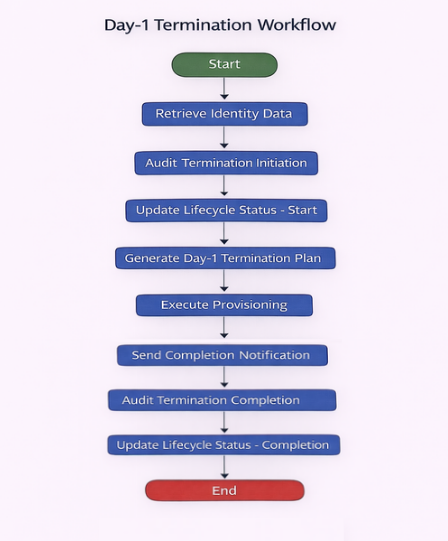 Day-1 Termination Workflow
Start
Retrieve Identity Data
Audit Termination Initiation
Update Lifecycle Status - Start
Generate Day-1 Termination Plan
Execute Provisioning
Send Completion Notification
Audit Termination Completion
Update Lifecycle Status - Completion
End